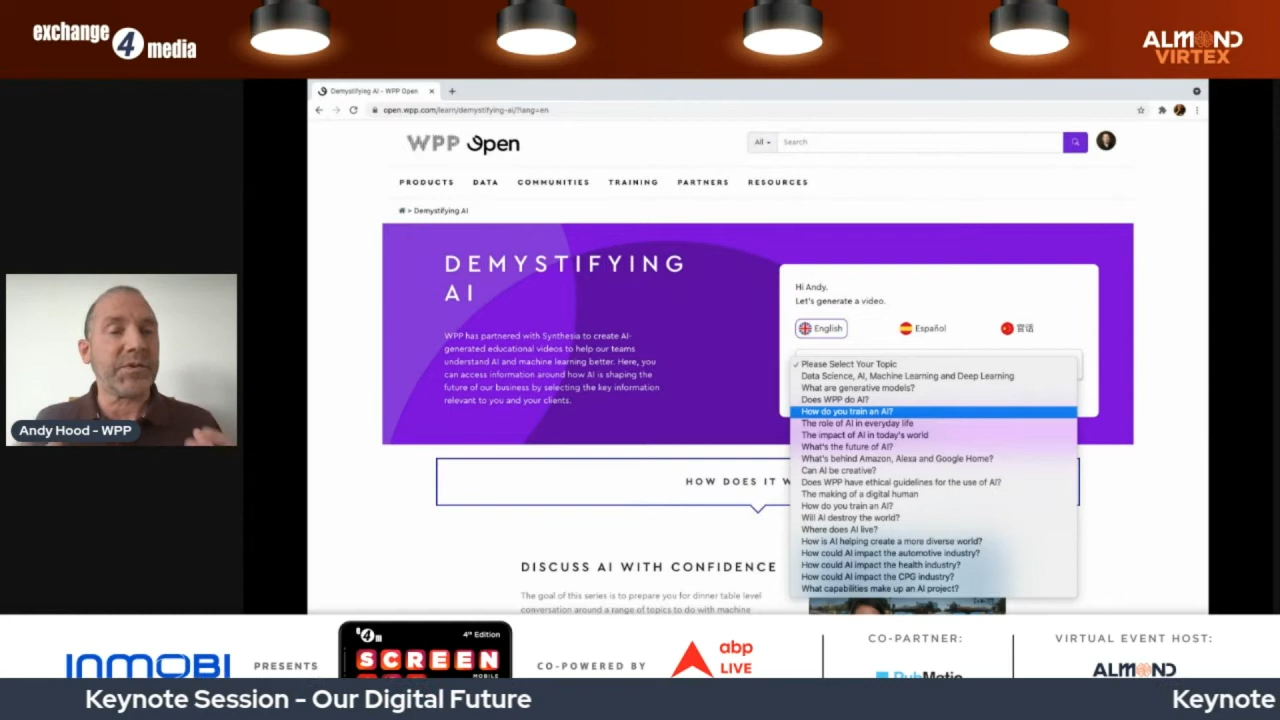 exchange
4
media
ALMOND
VIRTEX
Demystifying AI - WPP Open
open.wpp.com/learn/demystifying-ai/?lang=en
WPP Open
All
Search
PRODUCTS
DATA
COMMUNITIES
TRAINING
PARTNERS
RESOURCES
> Demystifying AI
DEMYSTIFYING
AI
WPP has partnered with Synthesia to create AI-
generated educational videos to help our teams
understand AI and machine learning better. Here, you
can access information around how AI is shaping the
future of our business by selecting the key information
relevant to you and your clients.
Hi Andy.
Let's generate a video.
English
Español
官话
✓ Please Select Your Topic
Data Science, AI, Machine Learning and Deep Learning
What are generative models?
Does WPP do AI?
How do you train an AI?
The role of AI in everyday life
The impact of AI in today's world
What's the future of AI?
What's behind Amazon, Alexa and Google Home?
Can AI be creative?
Does WPP have ethical guidelines for the use of AI?
The making of a digital human
How do you train an AI?
Will AI destroy the world?
Where does AI live?
How is AI helping create a more diverse world?
How could AI impact the automotive industry?
How could AI impact the health industry?
How could AI impact the CPG industry?
What capabilities make up an AI project?
HOW DOES IT W
DISCUSS AI WITH CONFIDENCE
The goal of this series is to prepare you for dinner table level
conversation around a range of topics to do with machine
Andy Hood - WPP
INMOBI
PRESENTS
e4m
4th Edition
SCREEN
MOBILE
CO-POWERED BY
abp
LIVE
CO-PARTNER:
PubMatic
VIRTUAL EVENT HOST:
ALMOND
Keynote Session - Our Digital Future
Keynote